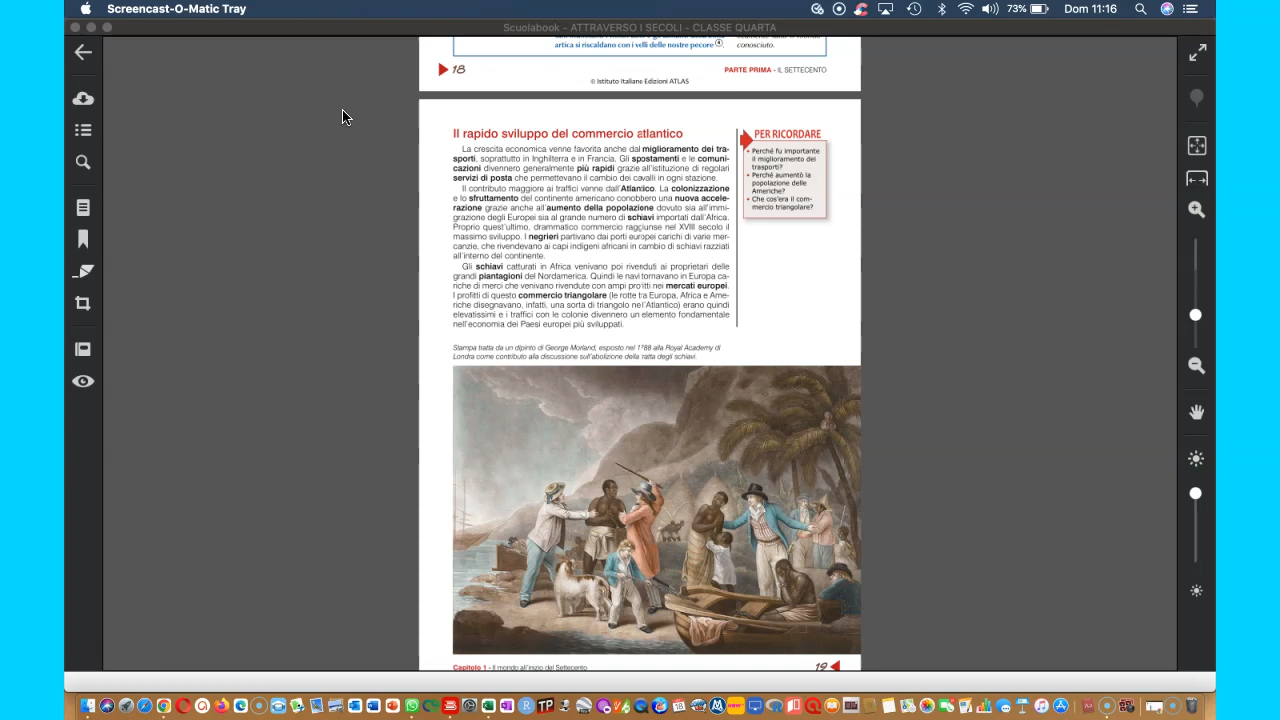 Screencast-O-Matic Tray
73%
Dom 11:16
Scuolabook - ATTRAVERSO I SECOLI - CLASSE QUARTA
artica si riscaldano con i velli delle nostre pecore
conosciuto.
18
PARTE PRIMA - IL SETTECENTO
© Istituto Italiane Edizioni ATLAS
Il rapido sviluppo del commercio atlantico
La crescita economica venne favorita anche dal miglioramento dei tra-
sporti, soprattutto in Inghilterra e in Francia. Gli spostamenti e le comuni-
cazioni divennero generalmente più rapidi grazie all'istituzione di regolari
servizi di posta che permettevano il cambio dei cavalli in ogni stazione.
Il contributo maggiore ai traffici venne dall'Atlantico. La colonizzazione
e lo sfruttamento del continente americano conobbero una nuova accele-
razione grazie anche all'aumento della popolazione dovuto sia all'immi-
grazione degli Europei sia al grande numero di schiavi importati dall'Africa.
Proprio quest'ultimo, drammatico commercio raggiunse nel XVIII secolo il
massimo sviluppo. I negrieri partivano dai porti europei carichi di varie mer-
canzie, che rivendevano ai capi indigeni africani in cambio di schiavi razziati
all'interno del continente.
Gli schiavi catturati in Africa venivano poi rivenduti ai proprietari delle
grandi piantagioni del Nordamerica. Quindi le navi tornavano in Europa ca-
riche di merci che venivano rivendute con ampi profitti nei mercati europei.
I profitti di questo commercio triangolare (le rotte tra Europa, Africa e Ame-
riche disegnavano, infatti, una sorta di triangolo nell'Atlantico) erano quindi
elevatissimi e i traffici con le colonie divennero un elemento fondamentale
nell'economia dei Paesi europei più sviluppati.
PER RICORDARE
• Perché fu importante
il miglioramento dei
trasporti?
• Perché aumentò la
popolazione delle
Americhe?
• Che cos'era il com-
mercio triangolare?
Stampa tratta da un dipinto di George Morland, esposto nel 1788 alla Royal Academy di
Londra come contributo alla discussione sull'abolizione della tratta degli schiavi.
Capitolo 1 - Il mondo all'inizio del Settecento
19